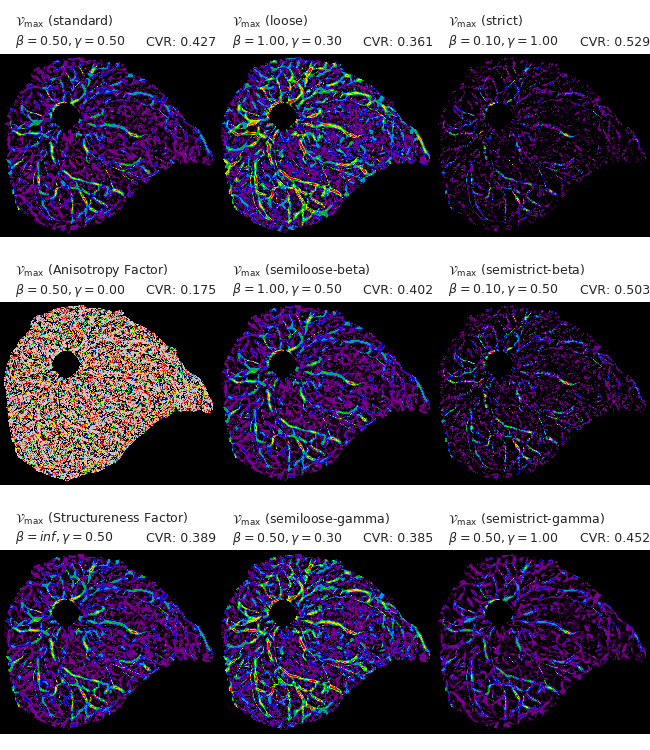 𝒱max (standard)
β = 0.50, γ = 0.50 CVR: 0.427
𝒱max (loose)
β = 1.00, γ = 0.30 CVR: 0.361
𝒱max (strict)
β = 0.10, γ = 1.00 CVR: 0.529
𝒱max (Anisotropy Factor)
β = 0.50, γ = 0.00 CVR: 0.175
𝒱max (semiloose-beta)
β = 1.00, γ = 0.50 CVR: 0.402
𝒱max (semistrict-beta)
β = 0.10, γ = 0.50 CVR: 0.503
𝒱max (Structureness Factor)
β = inf, γ = 0.50 CVR: 0.389
𝒱max (semiloose-gamma)
β = 0.50, γ = 0.30 CVR: 0.385
𝒱max (semistrict-gamma)
β = 0.50, γ = 1.00 CVR: 0.452